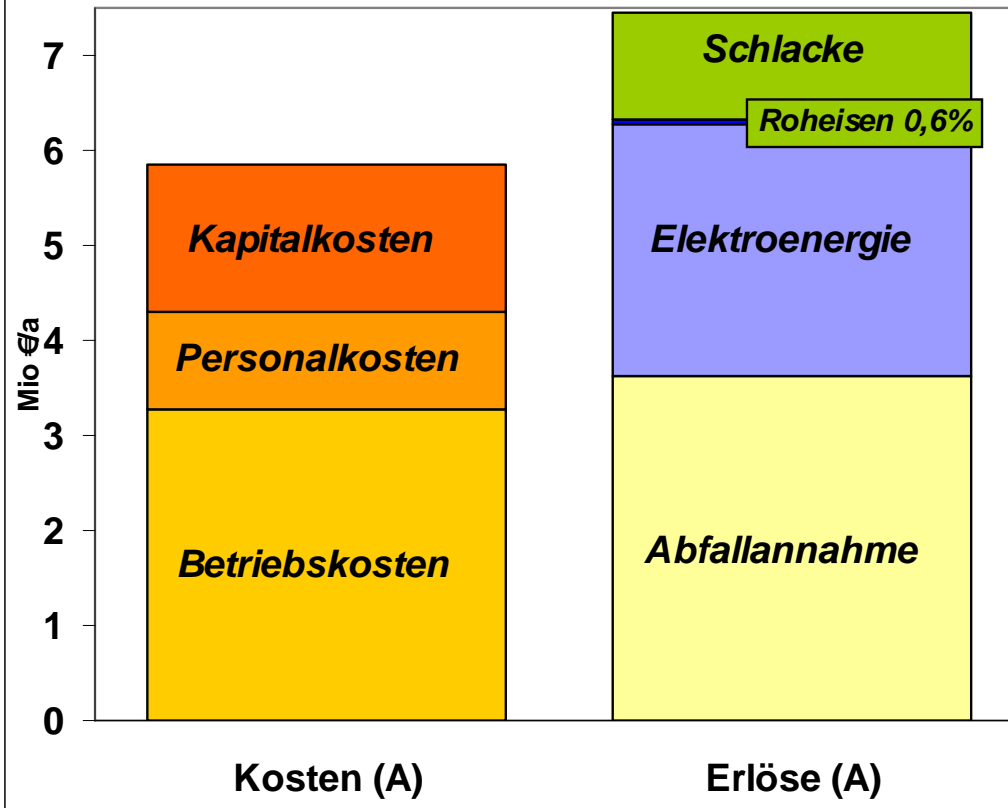 7
6
5
4
3
2
1
0
Mio €/a
Kapitalkosten
Personalkosten
Betriebskosten
Schlacke
Roheisen 0,6%
Elektroenergie
Abfallannahme
Kosten (A)
Erlöse (A)